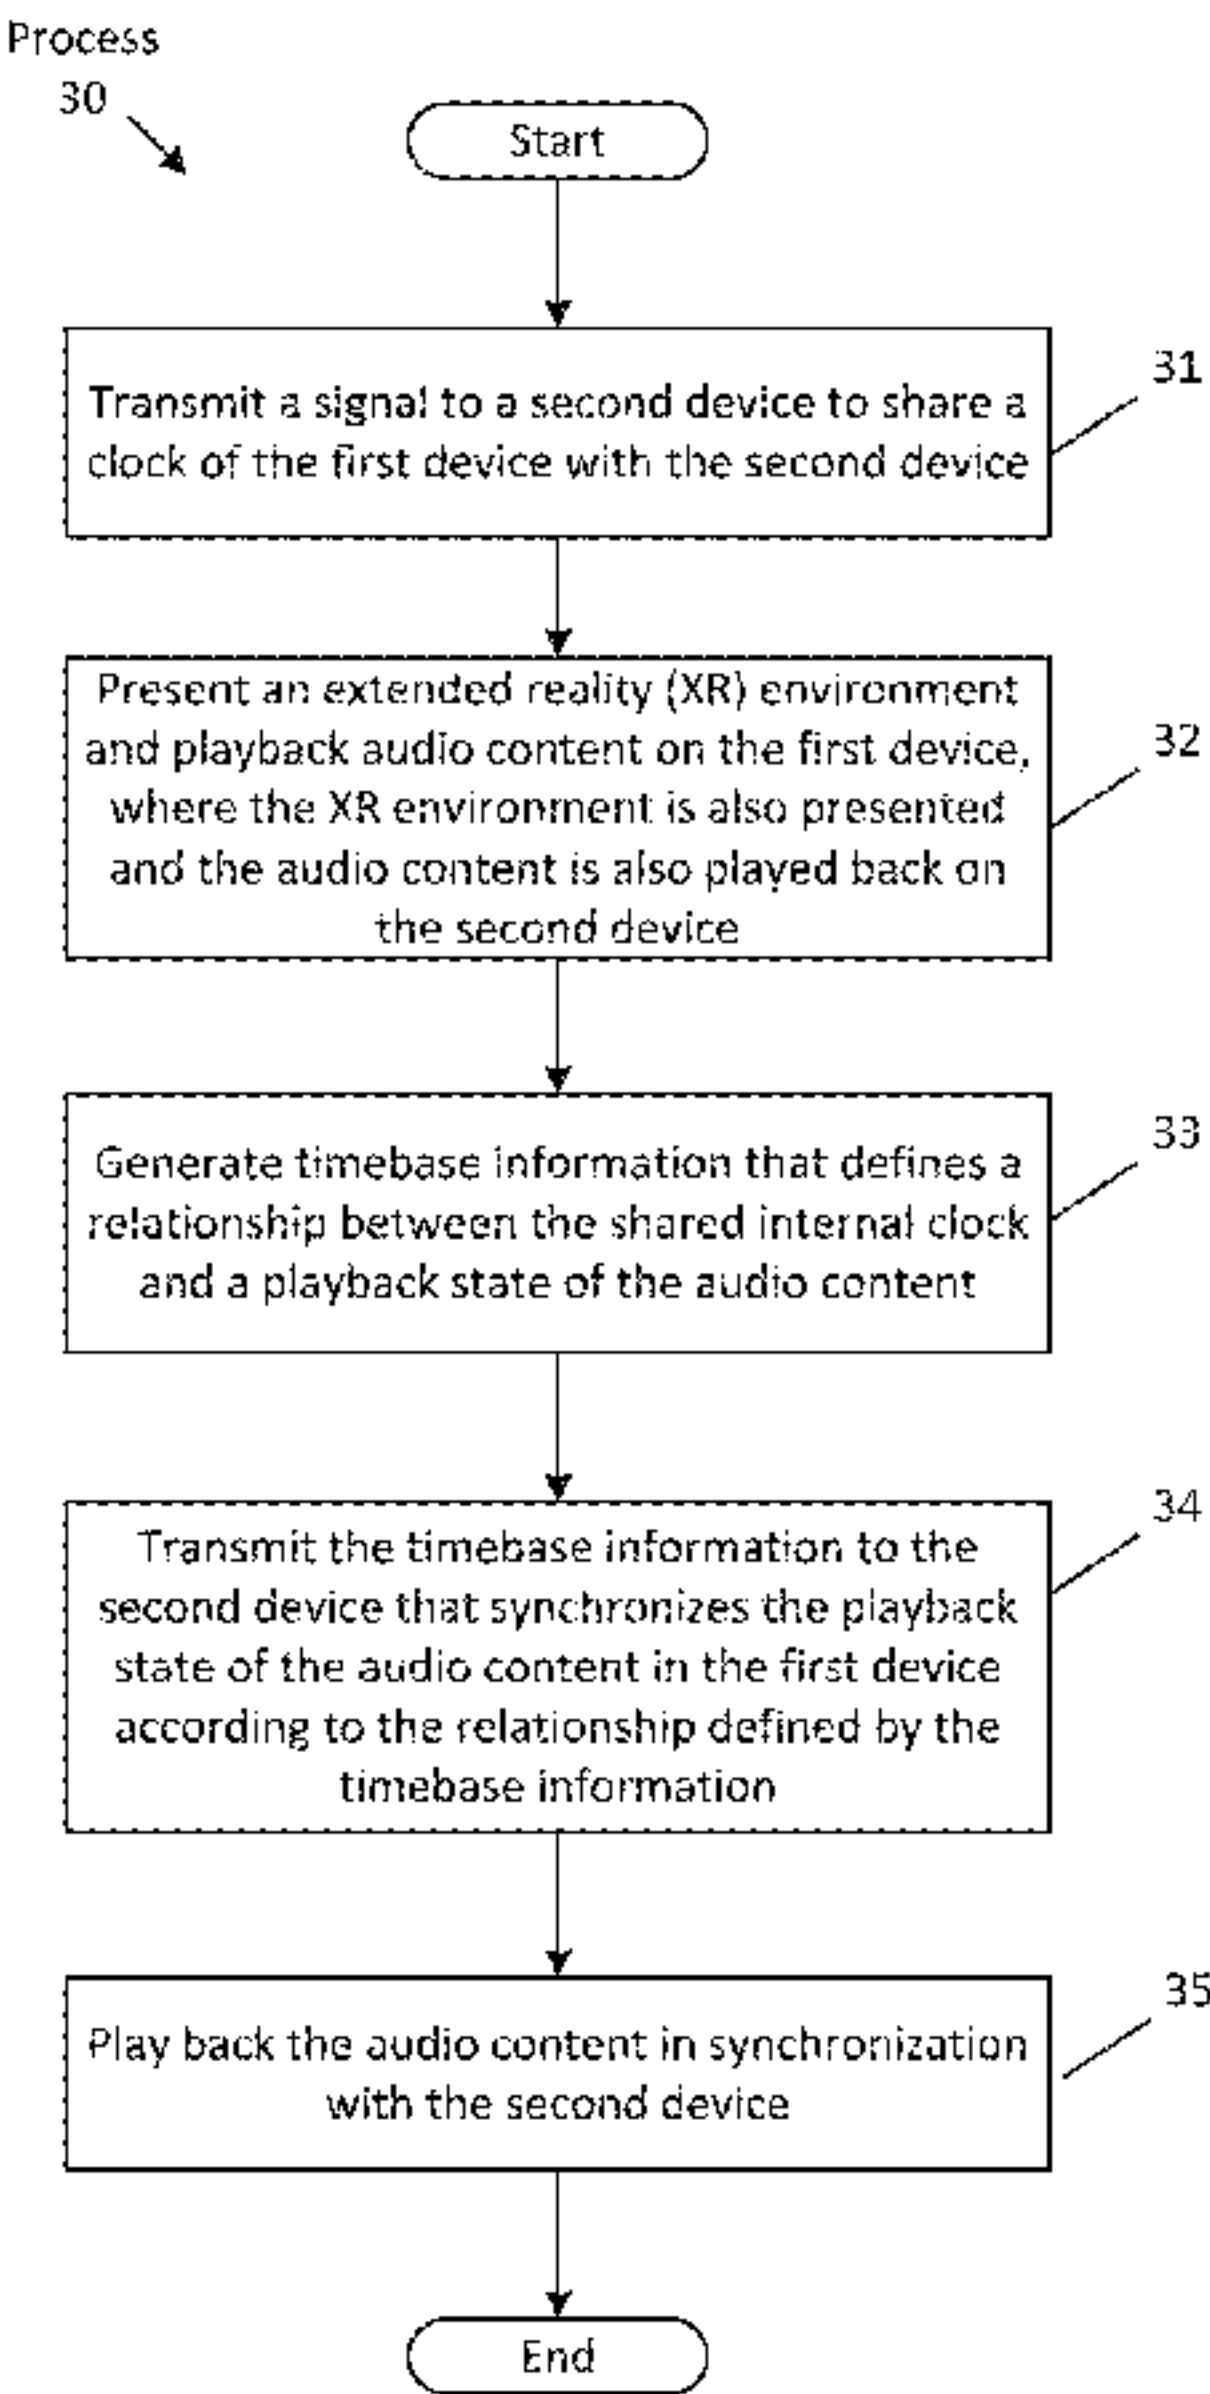 Process
30
Start
Transmit a signal to a second device to share a
clock of the first device with the second device
31
Present an extended reality (XR) environment
and playback audio content on the first device,
where the XR environment is also presented
and the audio content is also played back on
the second device
32
Generate timebase information that defines a
relationship between the shared internal clock
and a playback state of the audio content
33
Transmit the timebase information to the
second device that synchronizes the playback
state of the audio content in the first device
according to the relationship defined by the
timebase information
34
Play back the audio content in synchronization
with the second device
35
End